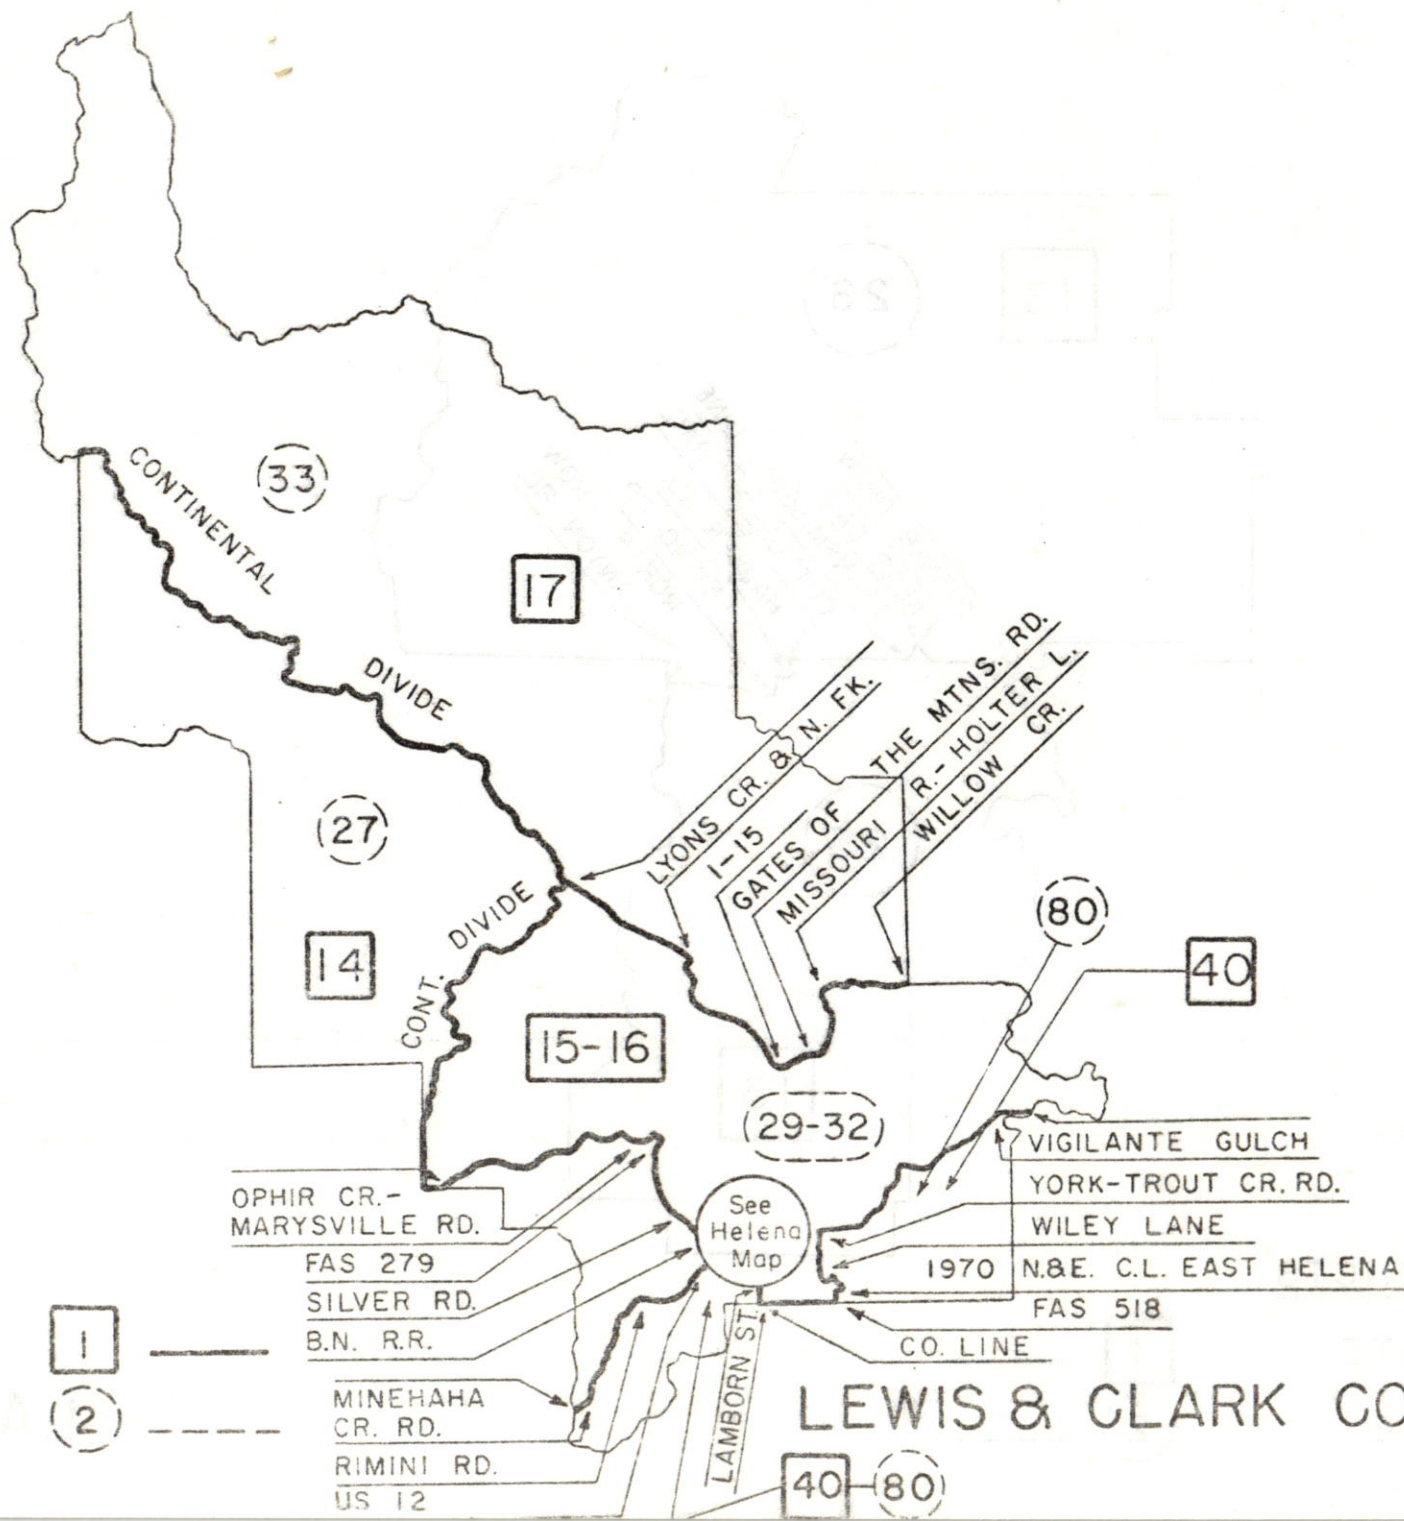 33
CONTINENTAL
17
DIVIDE
27
LYONS CR. & N. FK.
I-15
GATES OF THE MTNS. RD.
MISSOURI R.-HOLTER L.
WILLOW CR.
DIVIDE
CONT.
80
40
14
15-16
29-32
VIGILANTE GULCH
YORK-TROUT CR. RD.
WILEY LANE
1970 N.&E. C.L. EAST HELENA
FAS 518
CO. LINE
See
Helena
Map
OPHIR CR.-
MARYSVILLE RD.
FAS 279
SILVER RD.
B.N. R.R.
1
2
MINEHAHA
CR. RD.
RIMINI RD.
US 12
LAMBORN ST.
LEWIS & CLARK CO
40
80